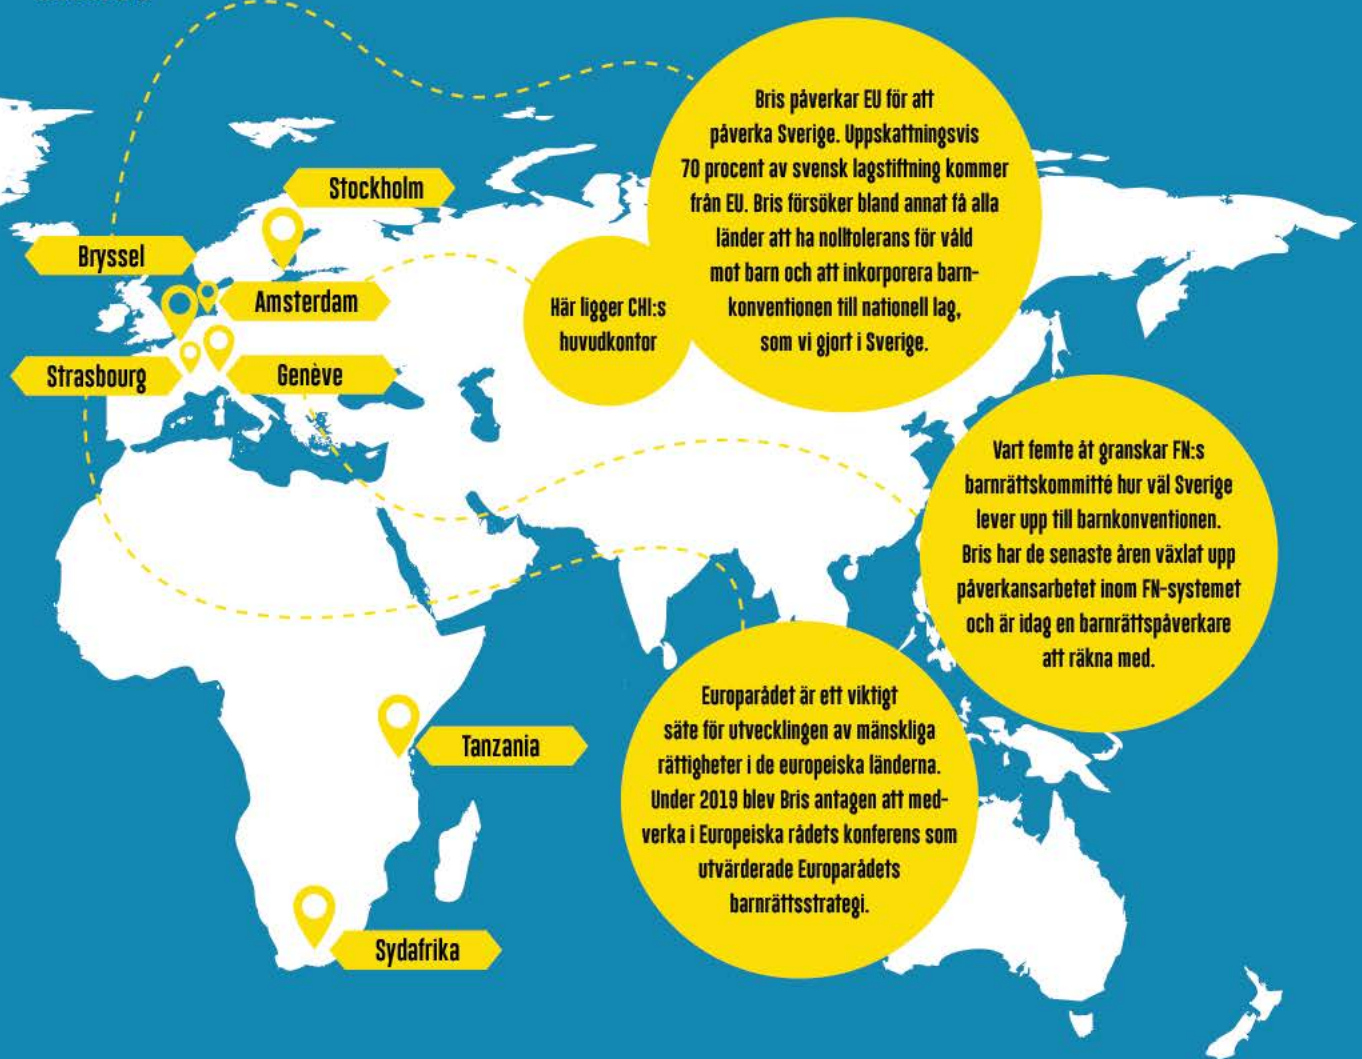 Bris påverkar EU för att
påverka Sverige. Uppskattningsvis
70 procent av svensk lagstiftning kommer
från EU. Bris försöker bland annat få alla
länder att ha nolltolerans för våld
mot barn och att inkorporera barn-
konventionen till nationell lag,
som vi gjort i Sverige.
Stockholm
Bryssel
Amsterdam
Här ligger CHI:s
huvudkontor
Strasbourg
Genève
Vart femte åt granskar FN:s
barnrättskommitté hur väl Sverige
lever upp till barnkonventionen.
Bris har de senaste åren växlat upp
påverkansarbetet inom FN-systemet
och är idag en barnrättspåverkare
att räkna med.
Europarådet är ett viktigt
säte för utvecklingen av mänskliga
rättigheter i de europeiska länderna.
Under 2019 blev Bris antagen att med-
verka i Europeiska rådets konferens som
utvärderade Europarådets
barnrättsstrategi.
Tanzania
Sydafrika